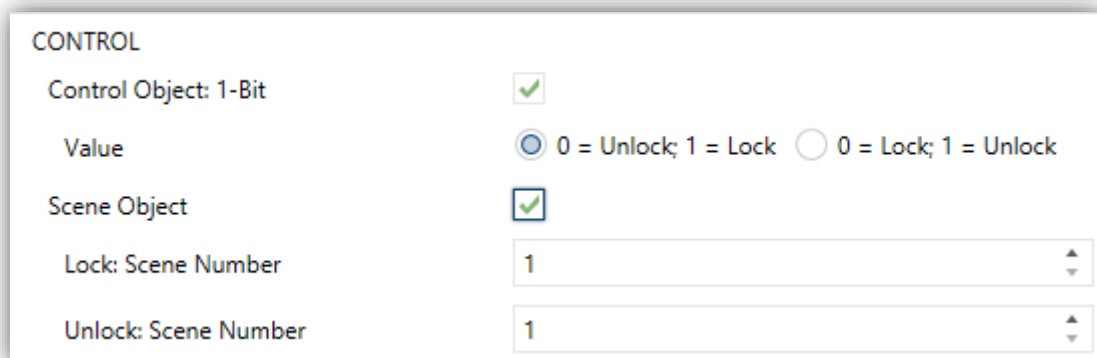 CONTROL
Control Object: 1-Bit
Value 0 = Unlock; 1 = Lock 0 = Lock; 1 = Unlock
Scene Object
Lock: Scene Number 1
Unlock: Scene Number 1